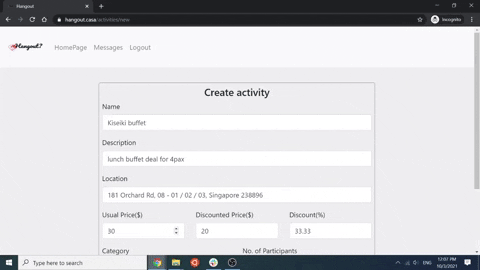 Hangout
hangout.casa/activities/new
Incognito
Hangout?
HomePage
Messages
Logout
Create activity
Name
Kiseiki buffet
Description
lunch buffet deal for 4pax
Location
181 Orchard Rd, 08 - 01 / 02 / 03, Singapore 238896
Usual Price($)
Discounted Price($)
Discount(%)
30
20
33.33
Category
No. of Participants
Type here to search
ENG
12:07 PM
10/3/2021